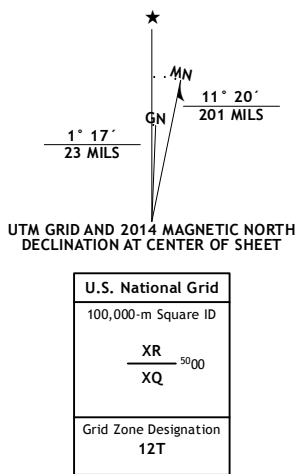 ★
MN
GN
11° 20´
201 MILS
1° 17´
23 MILS
UTM GRID AND 2014 MAGNETIC NORTH
DECLINATION AT CENTER OF SHEET
U.S. National Grid
100,000-m Square ID
XR
5000
XQ
Grid Zone Designation
12T